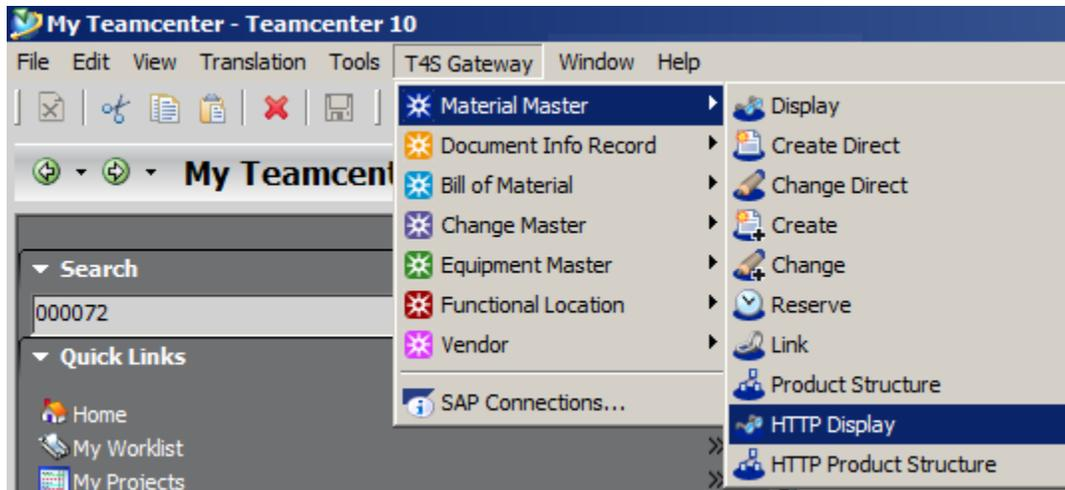 My Teamcenter - Teamcenter 10
File Edit View Translation Tools T4S Gateway Window Help
My Teamcent
Search
000072
Quick Links
Home
My Worklist
My Projects
Material Master
Document Info Record
Bill of Material
Change Master
Equipment Master
Functional Location
Vendor
SAP Connections...
Display
Create Direct
Change Direct
Create
Change
Reserve
Link
Product Structure
HTTP Display
HTTP Product Structure